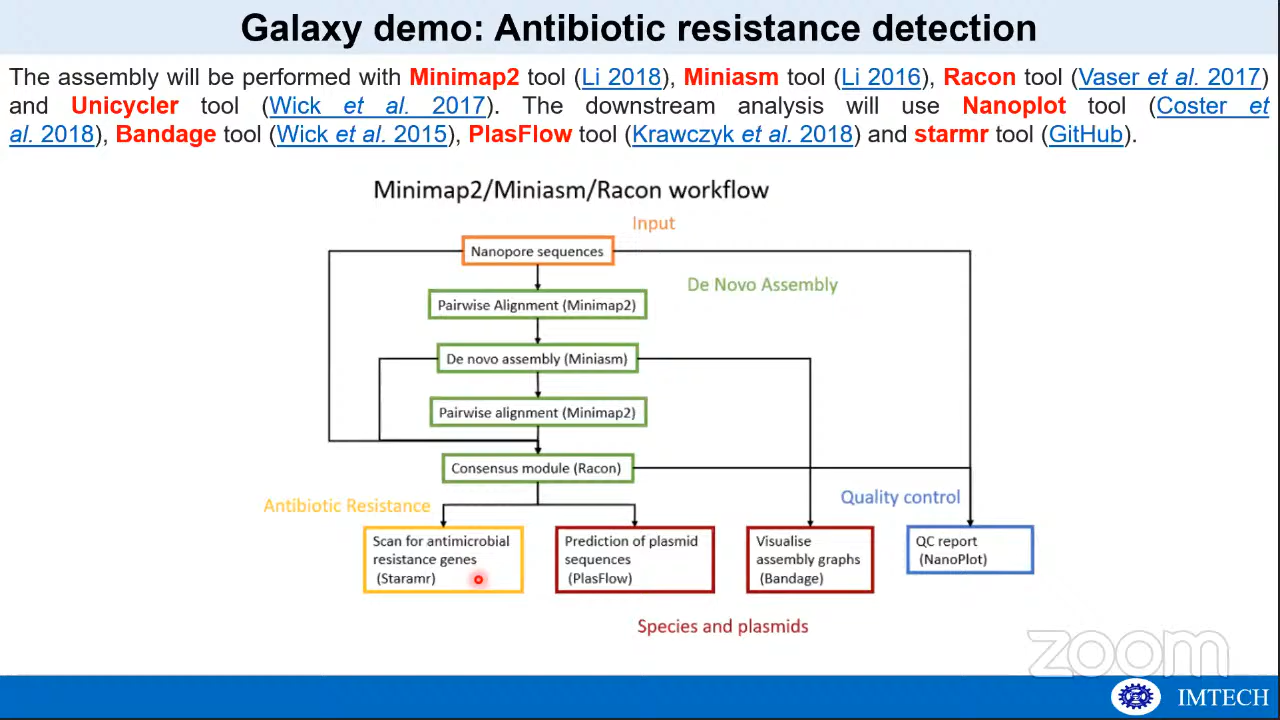 Galaxy demo: Antibiotic resistance detection
The assembly will be performed with Minimap2 tool (Li 2018), Miniasm tool (Li 2016), Racon tool (Vaser et al. 2017)
and Unicycler tool (Wick et al. 2017). The downstream analysis will use Nanoplot tool (Coster et
al. 2018), Bandage tool (Wick et al. 2015), PlasFlow tool (Krawczyk et al. 2018) and starmr tool (GitHub).
Minimap2/Miniasm/Racon workflow
Input
Nanopore sequences
De Novo Assembly
Pairwise Alignment (Minimap2)
De novo assembly (Miniasm)
Pairwise alignment (Minimap2)
Consensus module (Racon)
Antibiotic Resistance
Quality control
Scan for antimicrobial
resistance genes
(Staramr)
Prediction of plasmid
sequences
(PlasFlow)
Visualise
assembly graphs
(Bandage)
QC report
(NanoPlot)
Species and plasmids
zoom
IMTECH